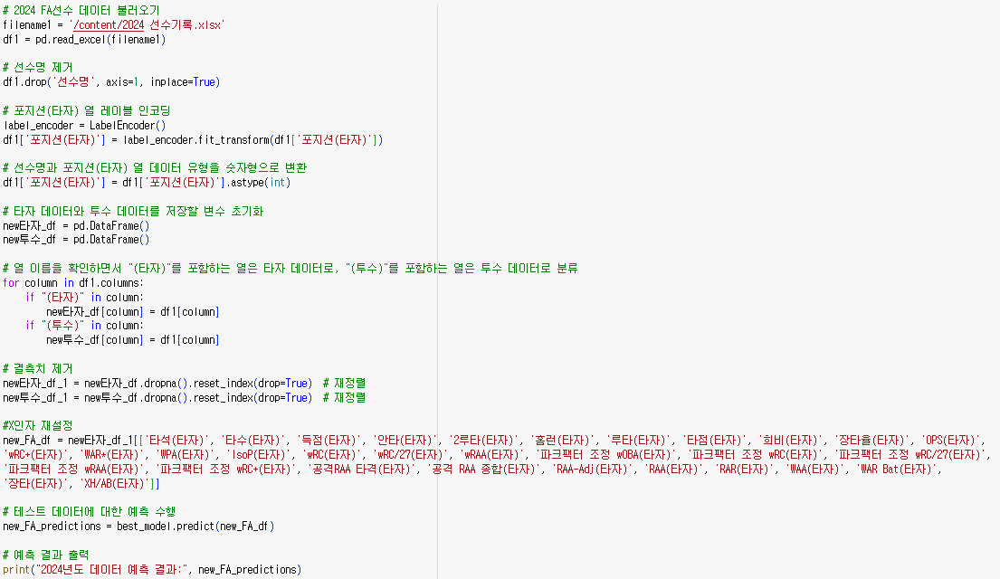 # 2024 FA선수 데이터 불러오기
filename1 = '/content/2024 선수기록.xlsx'
df1 = pd.read_excel(filename1)
# 선수명 제거
df1.drop('선수명', axis=1, inplace=True)
# 포지션(타자) 열 레이블 인코딩
label_encoder = LabelEncoder()
df1['포지션(타자)'] = label_encoder.fit_transform(df1['포지션(타자)'])
# 선수명과 포지션(타자) 열 데이터 유형을 숫자형으로 변환
df1['포지션(타자)'] = df1['포지션(타자)'].astype(int)
# 타자 데이터와 투수 데이터를 저장할 변수 초기화
new타자_df = pd.DataFrame()
new투수_df = pd.DataFrame()
# 열 이름을 확인하면서 "(타자)"를 포함하는 열은 타자 데이터로, "(투수)"를 포함하는 열은 투수 데이터로 분류
for column in df1.columns:
    if "(타자)" in column:
        new타자_df[column] = df1[column]
    if "(투수)" in column:
        new투수_df[column] = df1[column]
# 결측치 제거
new타자_df_1 = new타자_df.dropna().reset_index(drop=True)  # 재정렬
new투수_df_1 = new투수_df.dropna().reset_index(drop=True)  # 재정렬
#X인자 재설정
new_FA_df = new타자_df_1[['타석(타자)', '타수(타자)', '득점(타자)', '안타(타자)', '2루타(타자)', '홈런(타자)', '루타(타자)', '타점(타자)', '희비(타자)', '장타율(타자)', 'OPS(타자)',
'wRC+(타자)', 'WAR*(타자)', 'WPA(타자)', 'IsoP(타자)', 'wRC(타자)', 'wRC/27(타자)', 'wRAA(타자)', '파크팩터 조정 wOBA(타자)', '파크팩터 조정 wRC(타자)', '파크팩터 조정 wRC/27(타자)',
'파크팩터 조정 wRAA(타자)', '파크팩터 조정 wRC+(타자)', '공격RAA 타격(타자)', '공격 RAA 종합(타자)', 'RAA-Adj(타자)', 'RAA(타자)', 'RAR(타자)', 'WAA(타자)', 'WAR Bat(타자)',
'장타(타자)', 'XH/AB(타자)']]
# 테스트 데이터에 대한 예측 수행
new_FA_predictions = best_model.predict(new_FA_df)
# 예측 결과 출력
print("2024년도 데이터 예측 결과:", new_FA_predictions)